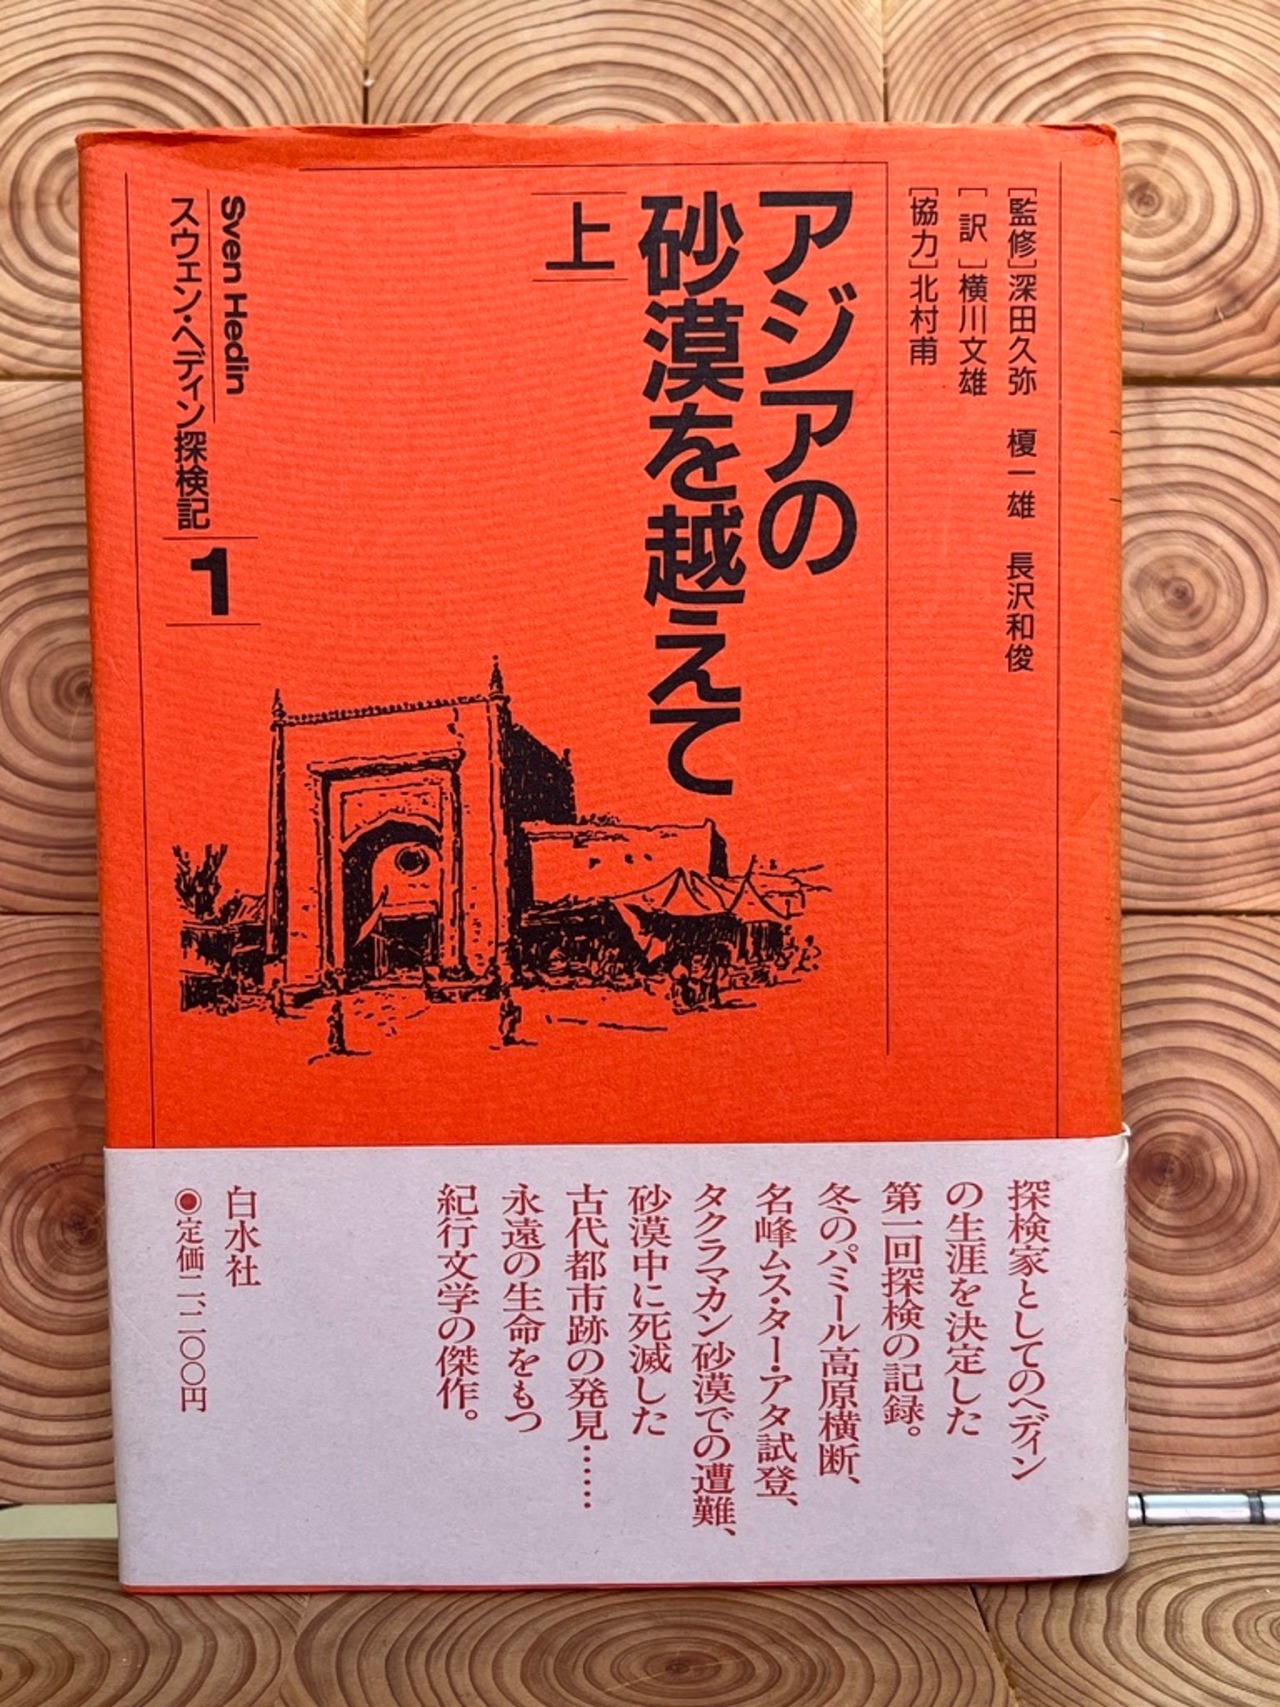 [監修]深田久弥 榎一雄 長沢和俊
[訳]横川文雄
[協力]北村甫
アジアの
砂漠を越えて
上
Sven Hedin
スウェン・ヘディン探検記
1
探検家としてのヘディン
の生涯を決定した
第一回探検の記録。
冬のパミール高原横断、
名峰ムス・ター・アタ試登、
タクラマカン砂漠での遭難、
砂漠中に死滅した
古代都市跡の発見……
永遠の生命をもつ
紀行文学の傑作。
白水社
◉定価二、二〇〇円